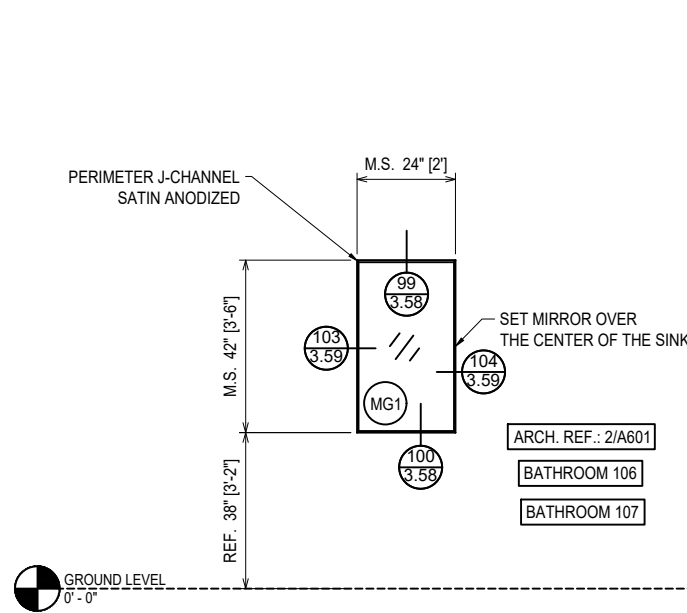 M.S. 24" [2']
PERIMETER J-CHANNEL
SATIN ANODIZED
99
3.58
M.S. 42" [3'-6"]
103
3.59
SET MIRROR OVER
THE CENTER OF THE SINK
104
3.59
MG1
ARCH. REF.: 2/A601
100
3.58
BATHROOM 106
BATHROOM 107
REF. 38" [3'-2"]
GROUND LEVEL
0' - 0"